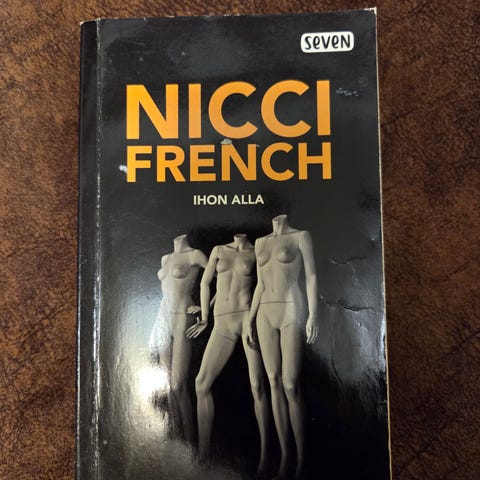 SEVEN
NICCI
FRENCH
IHON ALLA